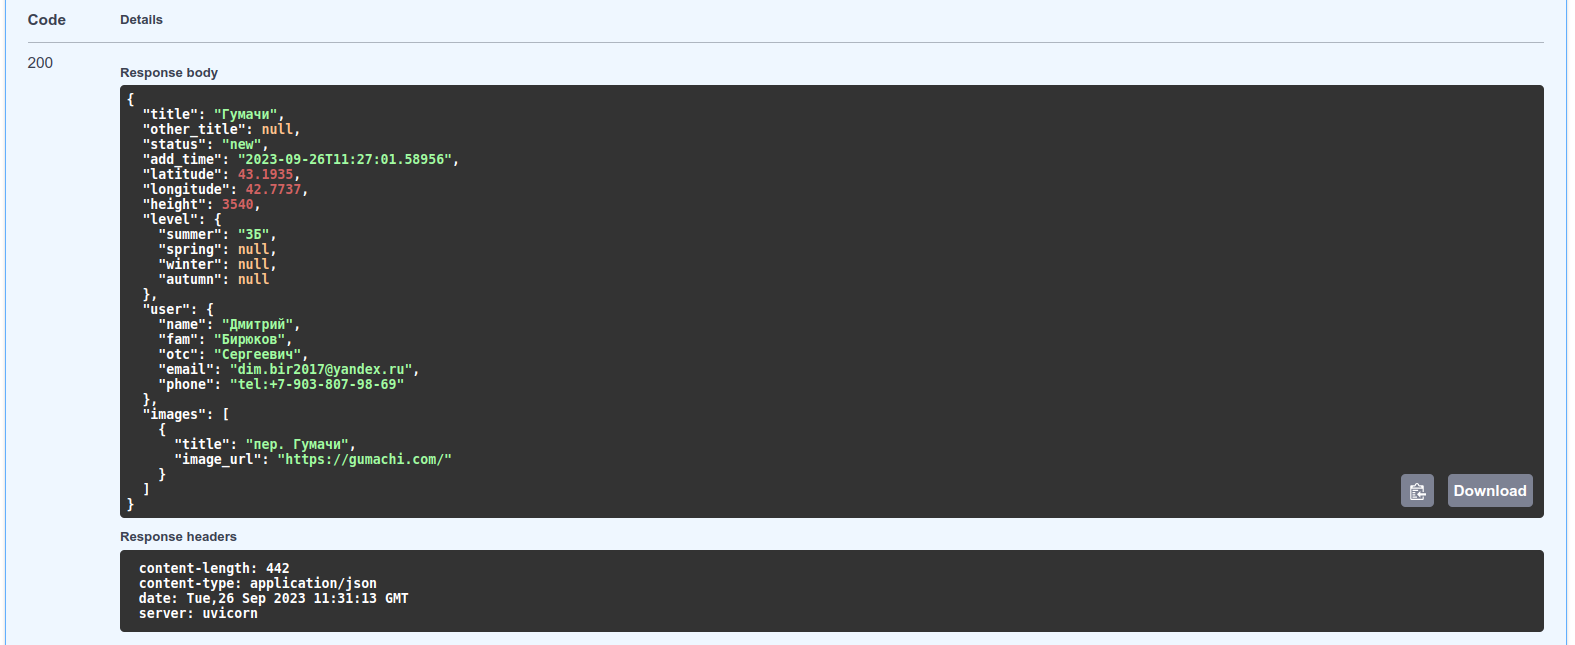 Code Details
200
Response body
{
"title": "Гумачи",
"other_title": null,
"status": "new",
"add_time": "2023-09-26T11:27:01.58956",
"latitude": 43.1935,
"longitude": 42.7737,
"height": 3540,
"level": {
"summer": "3Б",
"spring": null,
"winter": null,
"autumn": null
},
"user": {
"name": "Дмитрий",
"fam": "Бирюков",
"otc": "Сергеевич",
"email": "dim.bir2017@yandex.ru",
"phone": "tel:+7-903-807-98-69"
},
"images": [
{
"title": "пер. Гумачи",
"image_url": "https://gumachi.com/"
}
]
}
Download
Response headers
content-length: 442
content-type: application/json
date: Tue,26 Sep 2023 11:31:13 GMT
server: uvicorn